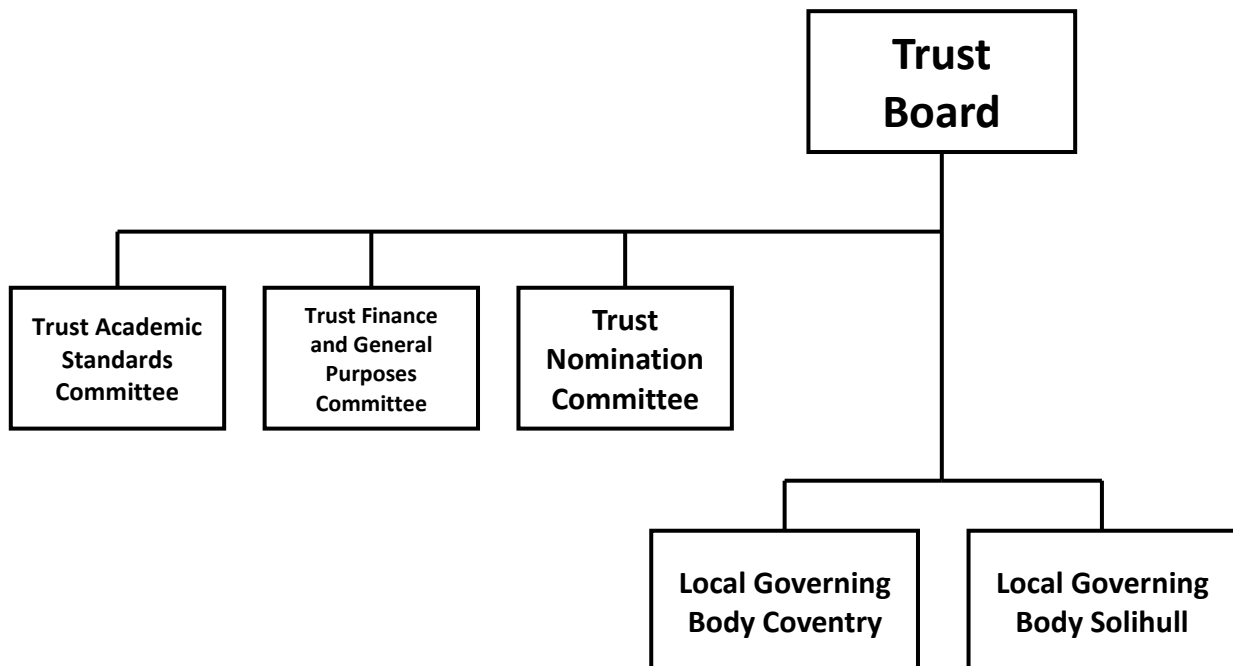 Trust
Board
Trust Academic
Standards
Committee
Trust Finance
and General
Purposes
Committee
Trust
Nomination
Committee
Local Governing
Body Coventry
Local Governing
Body Solihull